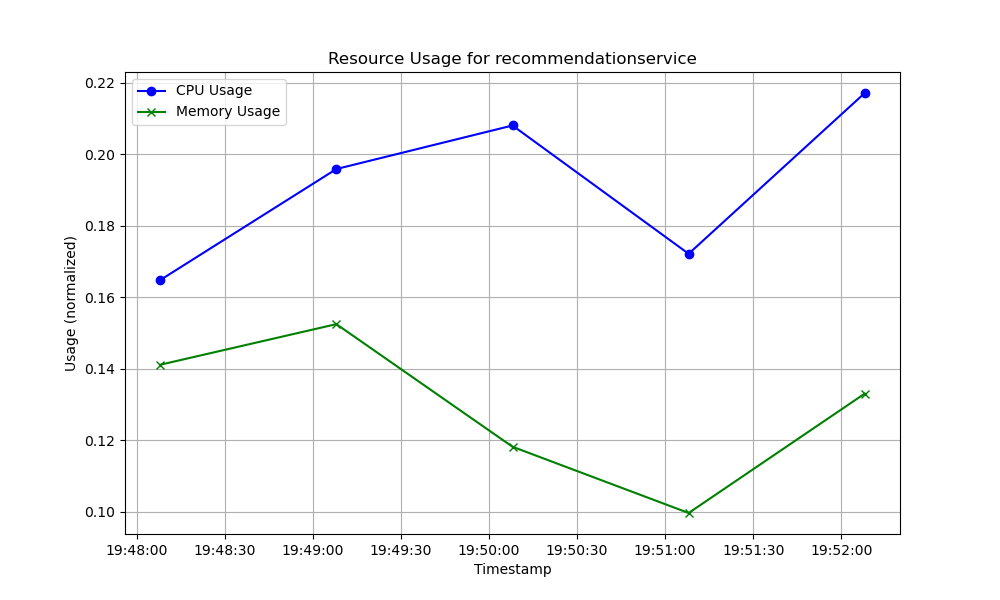 Resource Usage for recommendationservice
CPU Usage
Memory Usage
Usage (normalized)
0.22
0.20
0.18
0.16
0.14
0.12
0.10
19:48:00 19:48:30 19:49:00 19:49:30 19:50:00 19:50:30 19:51:00 19:51:30 19:52:00
Timestamp